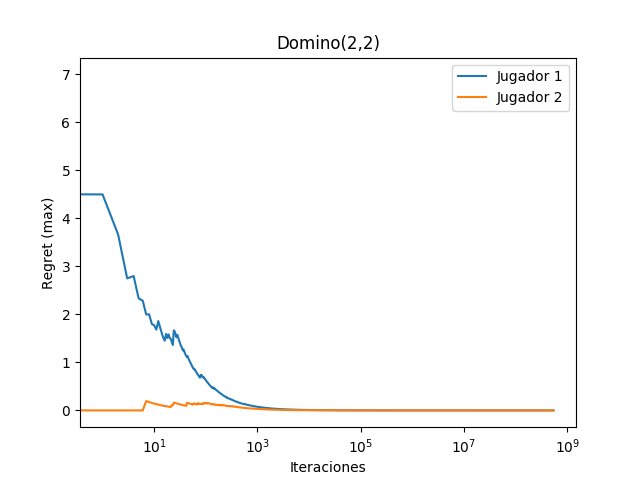 Domino(2,2)
Jugador 1
Jugador 2
Regret (max)
7
6
5
4
3
2
1
0
10^1
10^3
10^5
10^7
10^9
Iteraciones